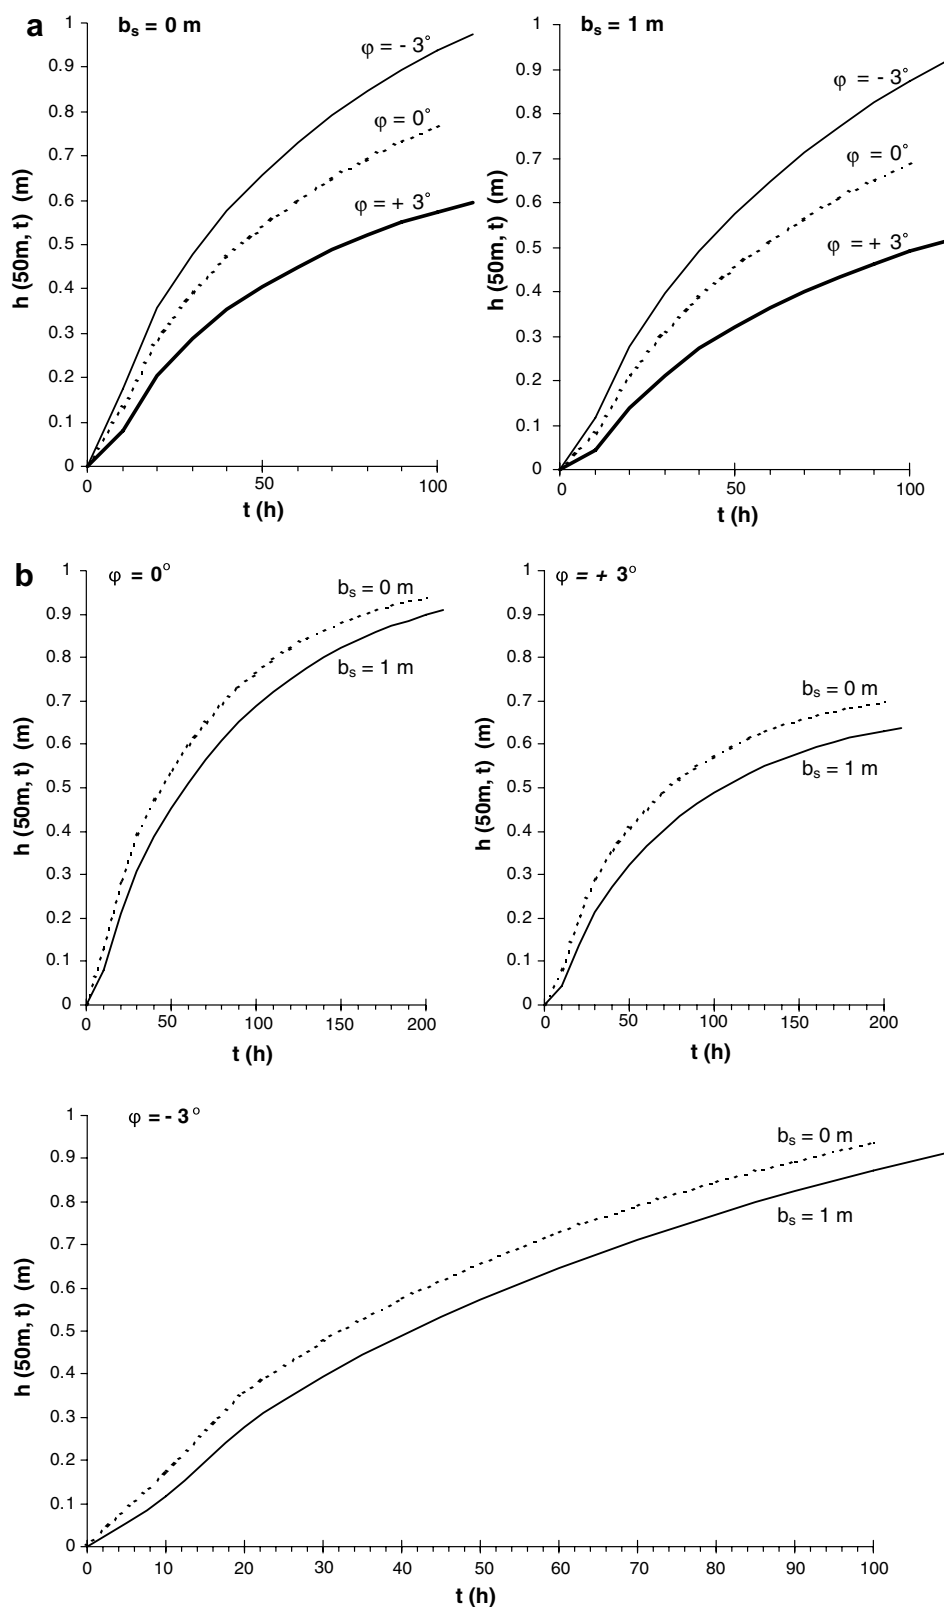 a
b_s = 0 m
1
0.9
0.8
0.7
0.6
0.5
0.4
0.3
0.2
0.1
0
h (50m, t) (m)
φ = - 3°
φ = 0°
φ = + 3°
0
50
100
t (h)
b_s = 1 m
1
0.9
0.8
0.7
0.6
0.5
0.4
0.3
0.2
0.1
0
h (50m, t) (m)
φ = - 3°
φ = 0°
φ = + 3°
0
50
100
t (h)
b
φ = 0°
1
0.9
0.8
0.7
0.6
0.5
0.4
0.3
0.2
0.1
0
h (50m, t) (m)
b_s = 0 m
b_s = 1 m
0
50
100
150
200
t (h)
φ = + 3°
1
0.9
0.8
0.7
0.6
0.5
0.4
0.3
0.2
0.1
0
h (50m, t) (m)
b_s = 0 m
b_s = 1 m
0
50
100
150
200
t (h)
φ = - 3°
1
0.9
0.8
0.7
0.6
0.5
0.4
0.3
0.2
0.1
0
h (50m, t) (m)
b_s = 0 m
b_s = 1 m
0
10
20
30
40
50
60
70
80
90
100
t (h)